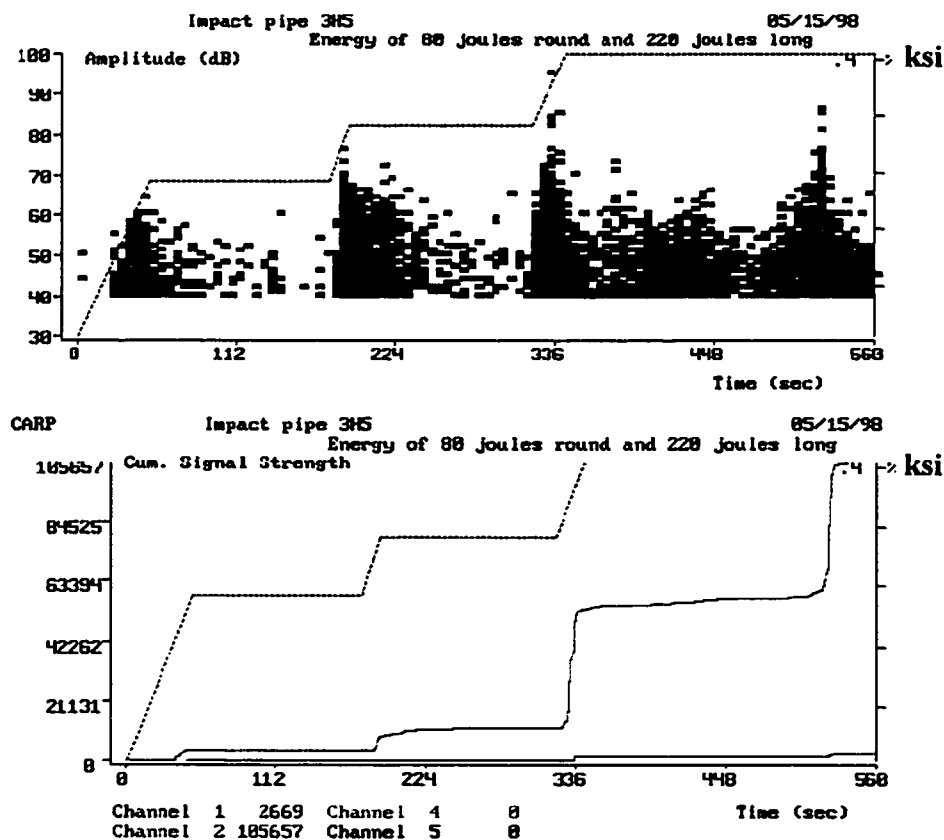 Impact pipe 3H5 05/15/98
Energy of 80 joules round and 220 joules long
Amplitude (dB)
.4 ksi
100
90
80
70
60
50
40
30
0 112 224 336 448 560
Time (sec)
CARP Impact pipe 3H5 05/15/98
Energy of 80 joules round and 220 joules long
105657 Cum. Signal Strength .4 ksi
84525
63394
42262
21131
0
0 112 224 336 448 560
Channel 1 2669 Channel 4 0 Time (sec)
Channel 2 105657 Channel 5 0